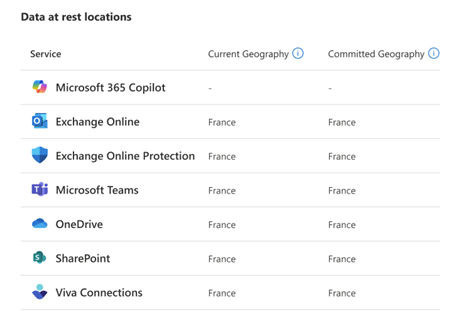 Data at rest locations
Service Current Geography Committed Geography
Microsoft 365 Copilot - -
Exchange Online France France
Exchange Online Protection France France
Microsoft Teams France France
OneDrive France France
SharePoint France France
Viva Connections France France